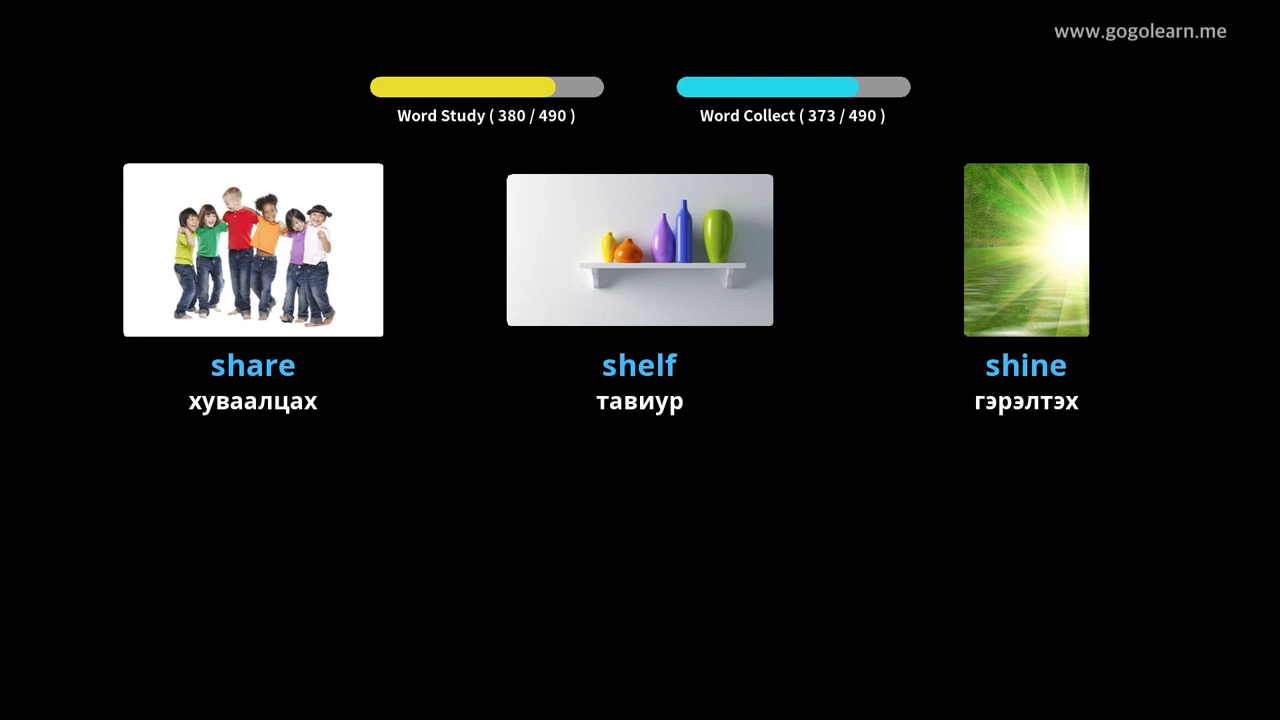 www.gogolearn.me
Word Study ( 380 / 490 )
Word Collect ( 373 / 490 )
share
хуваалцах
shelf
тавиур
shine
гэрэлтэх